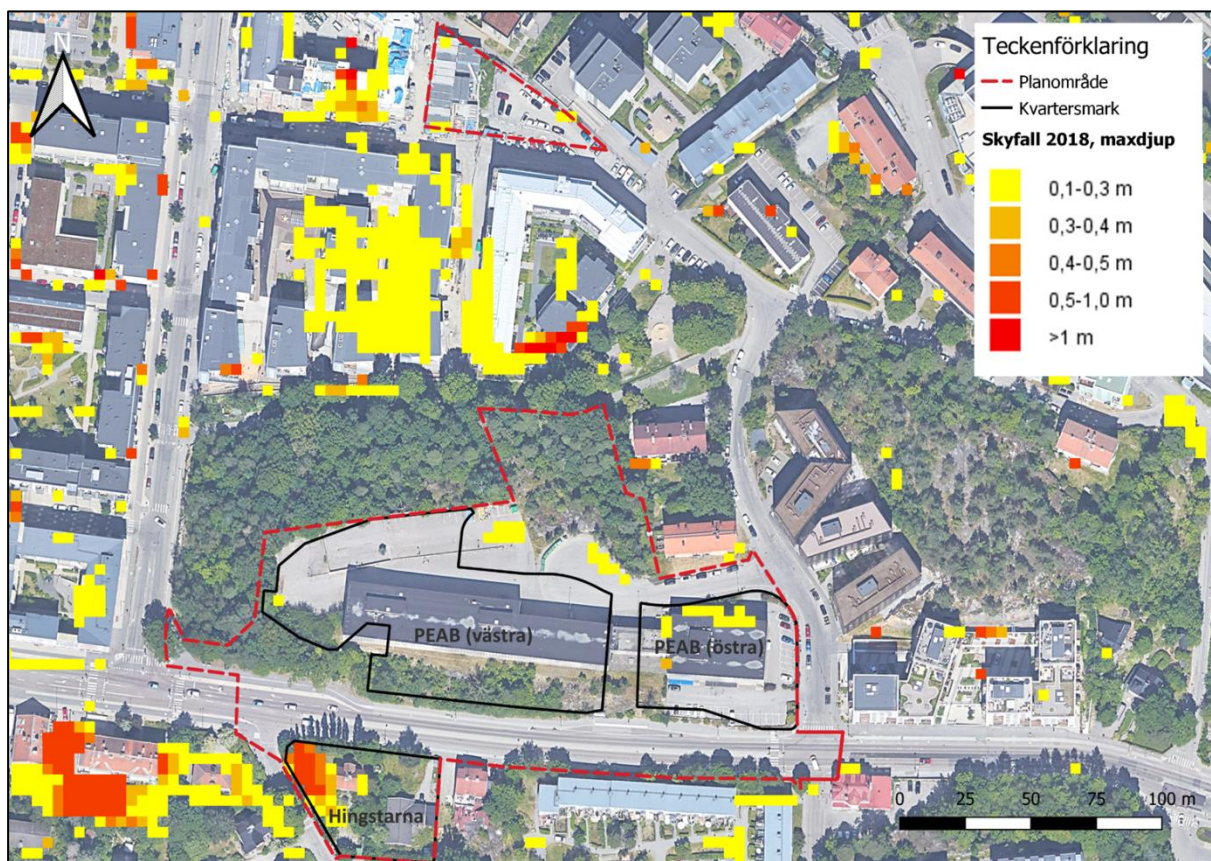 N
Teckenförklaring
Planområde
Kvartersmark
Skyfall 2018, maxdjup
0,1-0,3 m
0,3-0,4 m
0,4-0,5 m
0,5-1,0 m
>1 m
PEAB (västra)
PEAB (östra)
Hingstarna
0 25 50 75 100 m